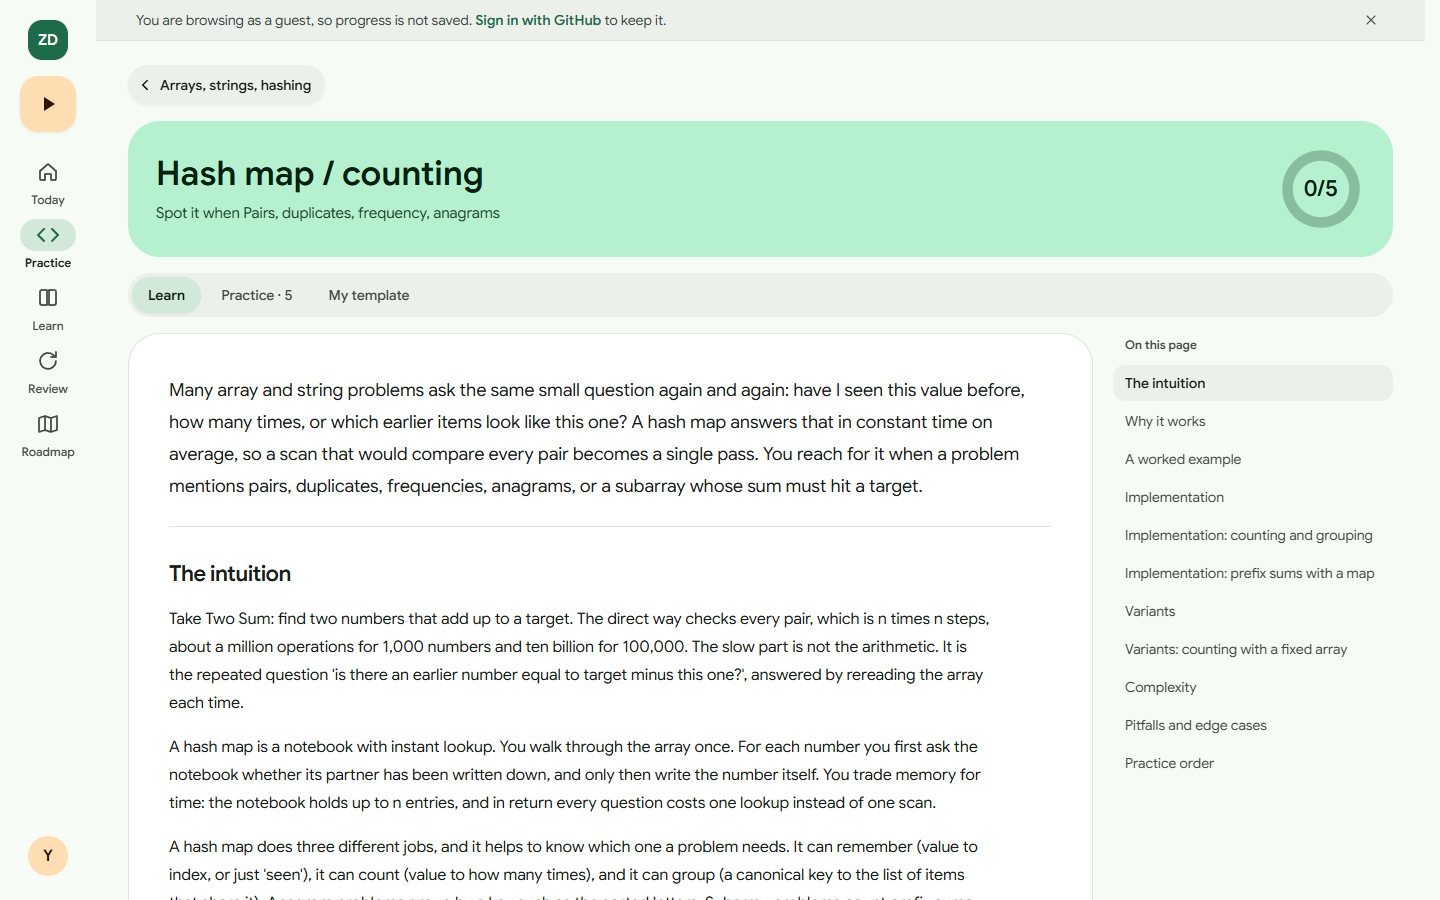 You are browsing as a guest, so progress is not saved. Sign in with GitHub to keep it.
ZD
Today
Practice
Learn
Review
Roadmap
Y
Arrays, strings, hashing
Hash map / counting
Spot it when Pairs, duplicates, frequency, anagrams
0/5
Learn
Practice · 5
My template
Many array and string problems ask the same small question again and again: have I seen this value before,
how many times, or which earlier items look like this one? A hash map answers that in constant time on
average, so a scan that would compare every pair becomes a single pass. You reach for it when a problem
mentions pairs, duplicates, frequencies, anagrams, or a subarray whose sum must hit a target.
The intuition
Take Two Sum: find two numbers that add up to a target. The direct way checks every pair, which is n times n steps,
about a million operations for 1,000 numbers and ten billion for 100,000. The slow part is not the arithmetic. It is
the repeated question 'is there an earlier number equal to target minus this one?', answered by rereading the array
each time.
A hash map is a notebook with instant lookup. You walk through the array once. For each number you first ask the
notebook whether its partner has been written down, and only then write the number itself. You trade memory for
time: the notebook holds up to n entries, and in return every question costs one lookup instead of one scan.
A hash map does three different jobs, and it helps to know which one a problem needs. It can remember (value to
index, or just 'seen'), it can count (value to how many times), and it can group (a canonical key to the list of items
On this page
The intuition
Why it works
A worked example
Implementation
Implementation: counting and grouping
Implementation: prefix sums with a map
Variants
Variants: counting with a fixed array
Complexity
Pitfalls and edge cases
Practice order